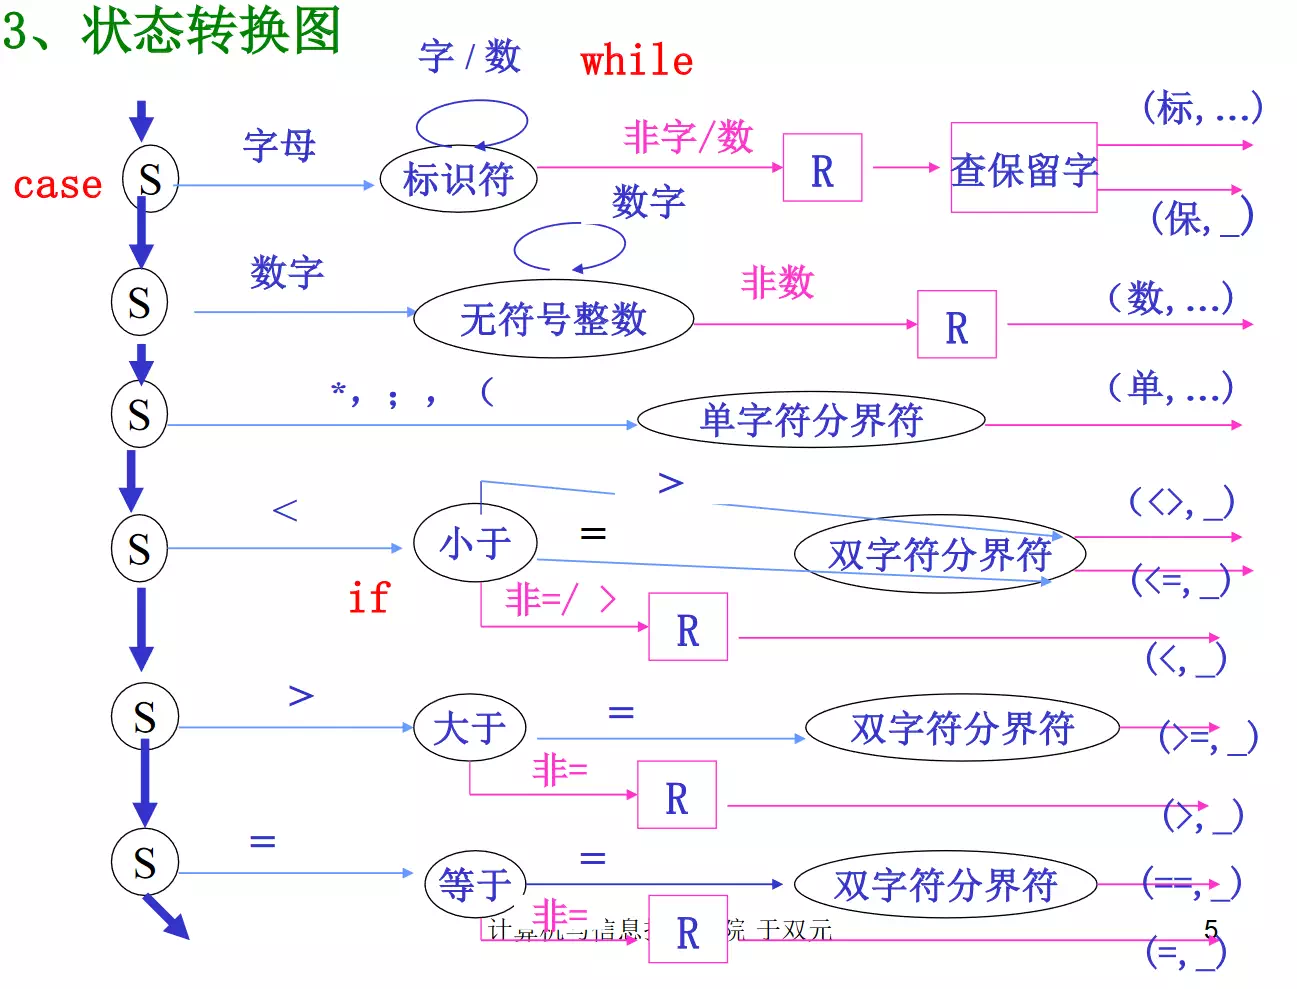 3、状态转换图
字 / 数
while
case
S
字母
标识符
非字/数
R
查保留字
(标,…)
(保,_)
数字
S
数字
无符号整数
非数
R
(数,…)
S
*, ; , (
单字符分界符
(单,…)
S
<
小于
>
=
双字符分界符
(<>,_)
(<=,_)
if
非=/ >
R
(<,_)
S
>
大于
=
双字符分界符
(>=,_)
非=
R
(>,_)
S
=
等于
=
双字符分界符
(==,_)
非=
R
(=,_)
计算机与信息技 院 于双元
5